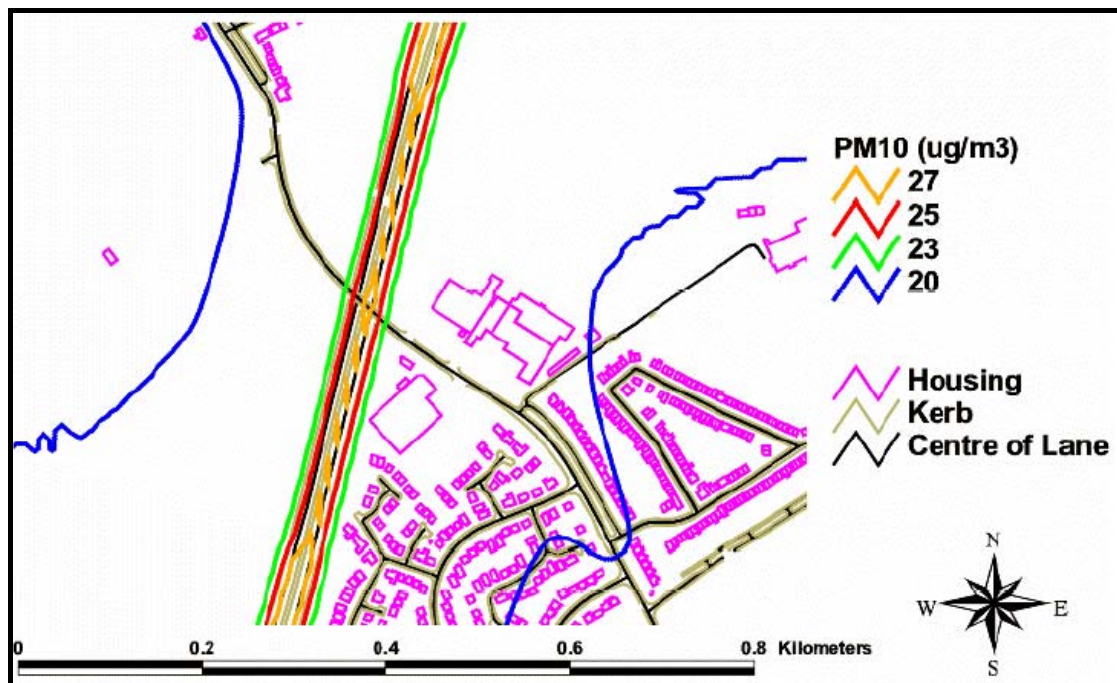 PM10 (ug/m3)
27
25
23
20
Housing
Kerb
Centre of Lane
N
W E
S
0 0.2 0.4 0.6 0.8 Kilometers